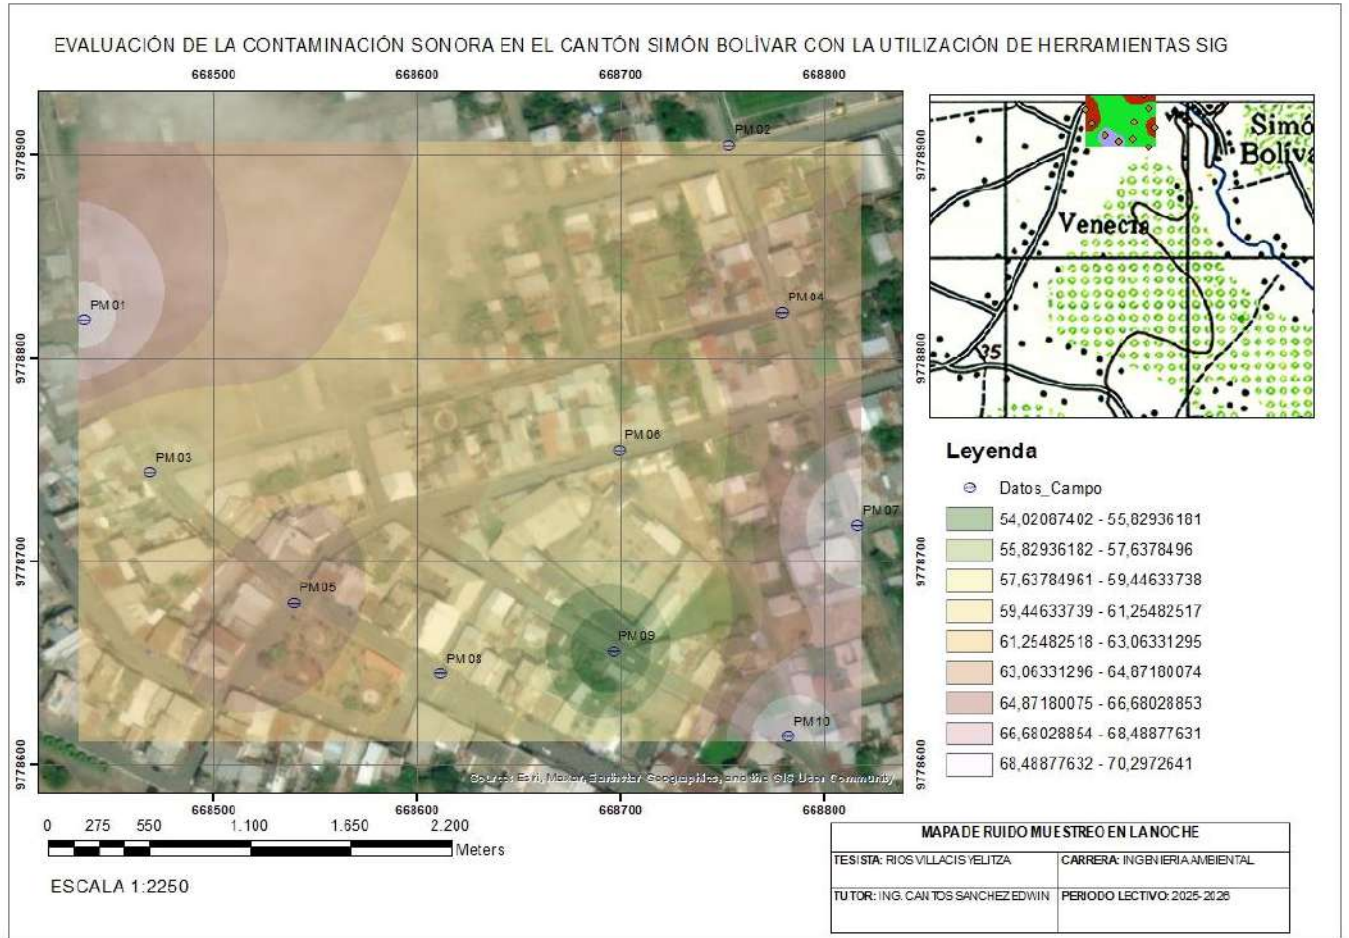 EVALUACIÓN DE LA CONTAMINACIÓN SONORA EN EL CANTÓN SIMÓN BOLÍVAR CON LA UTILIZACIÓN DE HERRAMIENTAS SIG
668500 668600 668700 668800
9778900 9778900
9778800 9778800
9778700 9778700
9778600 9778600
PM 02
PM 01
PM 04
PM 06
PM 03
PM 07
PM 05
PM 09
PM 08
PM 10
Source: Esri, Maxar, Earthstar Geographics, and the GIS User Community
668500 668600 668700 668800
0 275 550 1.100 1.650 2.200
Meters
ESCALA 1:2250
Simó
Bolíva
Venecia
35
Leyenda
Datos_Campo
54,02087402 - 55,82936181
55,82936182 - 57,6378496
57,63784961 - 59,44633738
59,44633739 - 61,25482517
61,25482518 - 63,06331295
63,06331296 - 64,87180074
64,87180075 - 66,68028853
66,68028854 - 68,48877631
68,48877632 - 70,2972641
MAPA DE RUIDO MUESTREO EN LA NOCHE
TESISTA: RIOS VILLACIS YELITZA CARRERA: INGENIERIA AMBIENTAL
TUTOR: ING. CANTOS SANCHEZ EDWIN PERIODO LECTIVO: 2025-2026